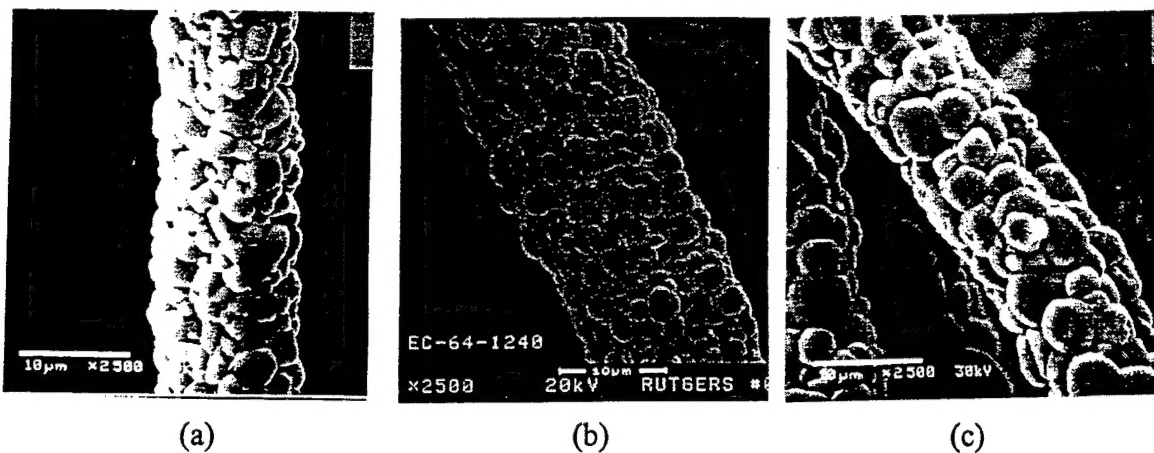 10μm ×2500
EC-64-1240
10μm
×2500 20kV RUTGERS
×2500 30kV
(a) (b) (c)